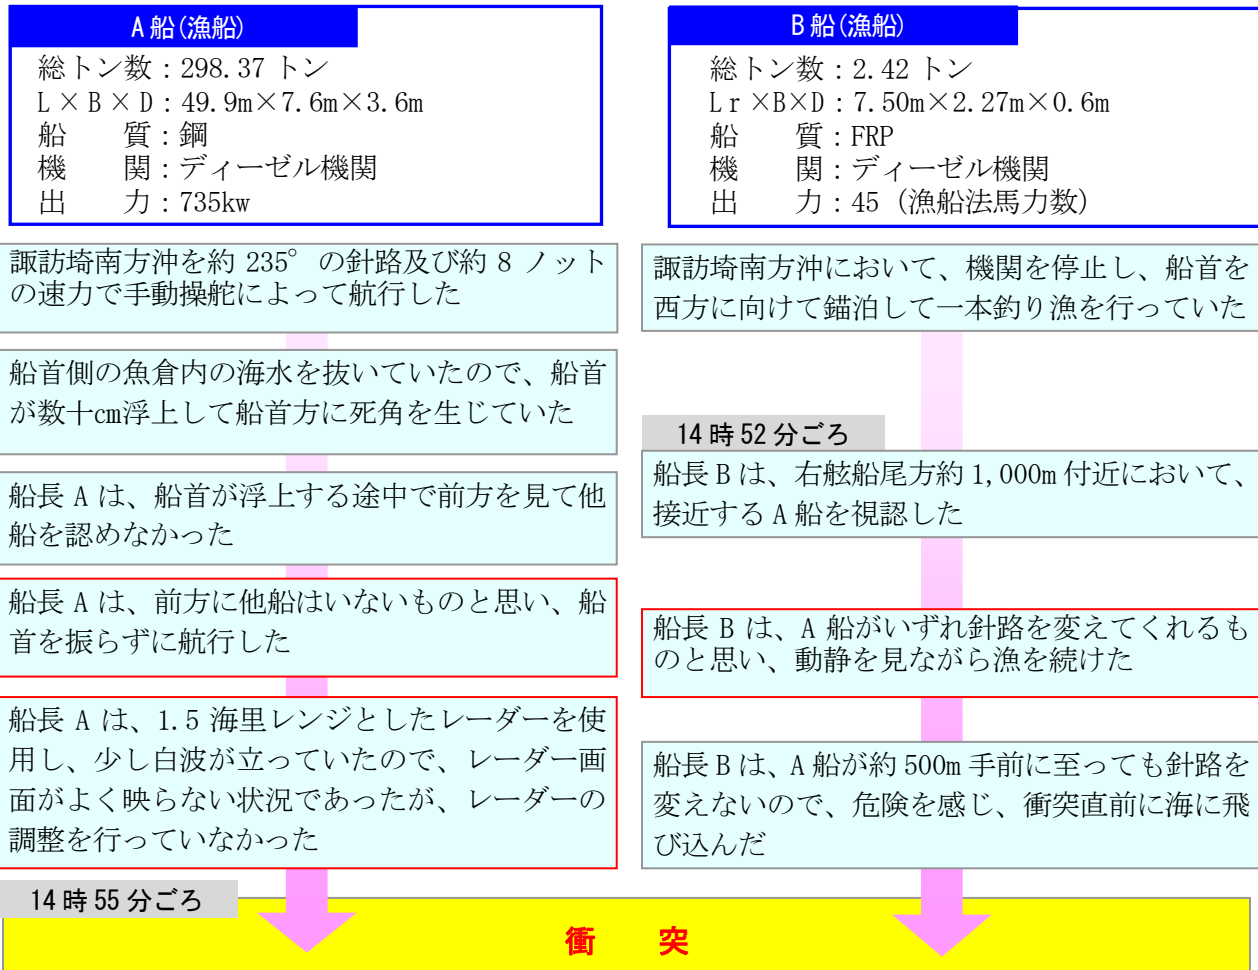 A船(漁船)
総トン数：298.37トン
L×B×D：49.9m×7.6m×3.6m
船　　質：鋼
機　　関：ディーゼル機関
出　　力：735kw
諏訪埼南方沖を約 235°の針路及び約 8 ノット
の速力で手動操舵によって航行した
船首側の魚倉内の海水を抜いていたので、船首
が数十㎝浮上して船首方に死角を生じていた
船長 A は、船首が浮上する途中で前方を見て他
船を認めなかった
船長 A は、前方に他船はいないものと思い、船
首を振らずに航行した
船長 A は、1.5 海里レンジとしたレーダーを使
用し、少し白波が立っていたので、レーダー画
面がよく映らない状況であったが、レーダーの
調整を行っていなかった
14時55分ごろ
B船(漁船)
総トン数：2.42トン
Lr×B×D：7.50m×2.27m×0.6m
船　　質：FRP
機　　関：ディーゼル機関
出　　力：45（漁船法馬力数）
諏訪埼南方沖において、機関を停止し、船首を
西方に向けて錨泊して一本釣り漁を行っていた
14時52分ごろ
船長 B は、右舷船尾方約 1,000m 付近において、
接近する A 船を視認した
船長 B は、A 船がいずれ針路を変えてくれるも
のと思い、動静を見ながら漁を続けた
船長 B は、A 船が約 500m 手前に至っても針路を
変えないので、危険を感じ、衝突直前に海に飛
び込んだ
衝　突